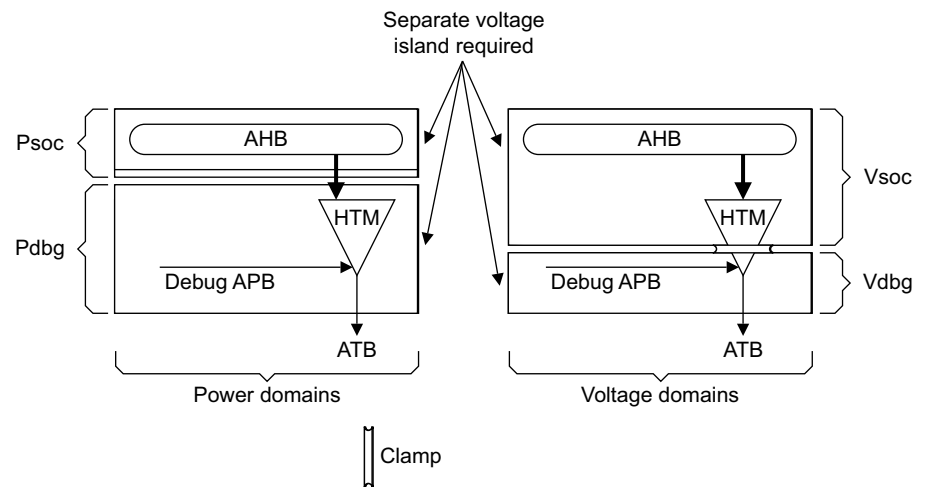 Separate voltage
island required
Psoc
AHB
AHB
Vsoc
HTM
HTM
Pdbg
Debug APB
Debug APB
Vdbg
ATB
ATB
Power domains
Voltage domains
Clamp